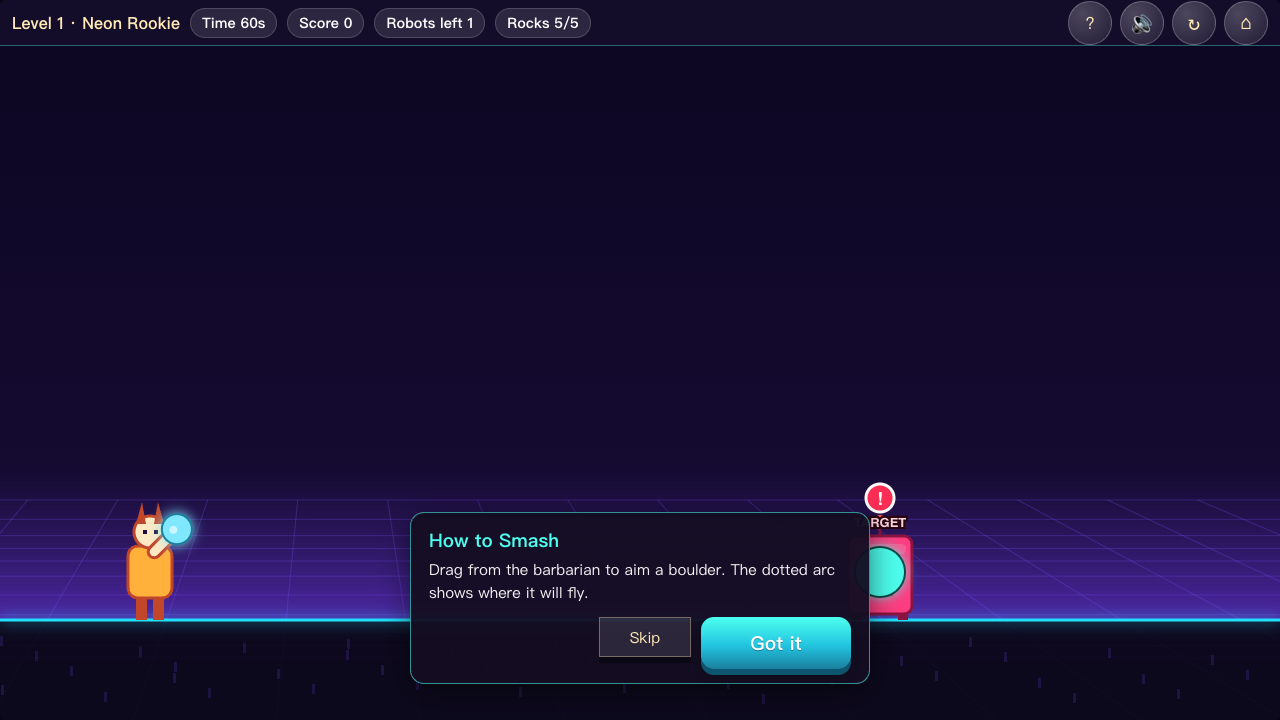 Level 1 · Neon Rookie
Time 60s
Score 0
Robots left 1
Rocks 5/5
?
↻
⌂
!
RGET
How to Smash
Drag from the barbarian to aim a boulder. The dotted arc
shows where it will fly.
Skip
Got it